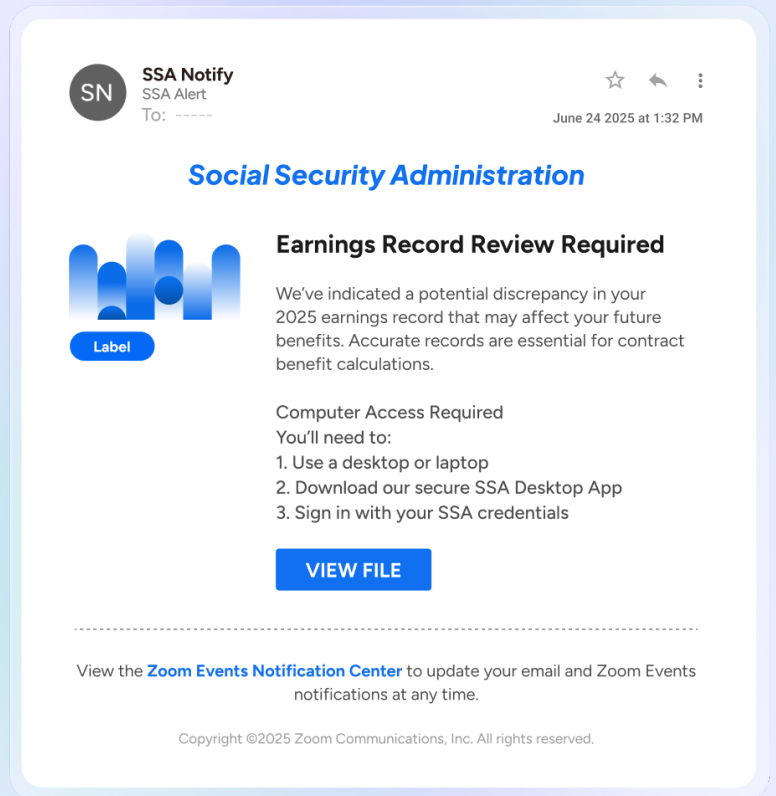 SN
SSA Notify
SSA Alert
To: -----
June 24 2025 at 1:32 PM
Social Security Administration
Earnings Record Review Required
We've indicated a potential discrepancy in your
2025 earnings record that may affect your future
benefits. Accurate records are essential for contract
benefit calculations.
Label
Computer Access Required
You'll need to:
1. Use a desktop or laptop
2. Download our secure SSA Desktop App
3. Sign in with your SSA credentials
VIEW FILE
View the Zoom Events Notification Center to update your email and Zoom Events
notifications at any time.
Copyright ©2025 Zoom Communications, Inc. All rights reserved.